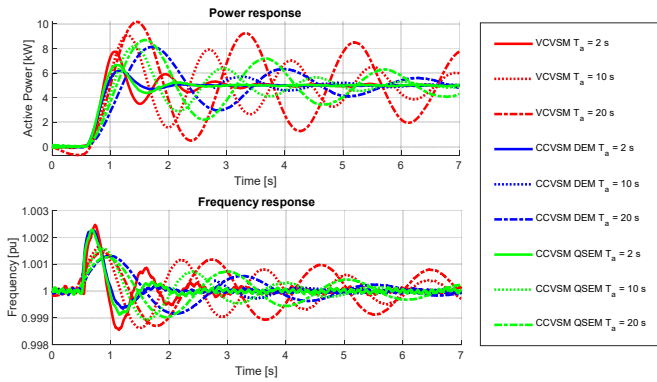 Power response
10
8
6
4
2
0
Active Power [kW]
0 1 2 3 4 5 6 7
Time [s]
Frequency response
1.003
1.002
1.001
1
0.999
0.998
Frequency [pu]
0 1 2 3 4 5 6 7
Time [s]
VCVSM T_a = 2 s
VCVSM T_a = 10 s
VCVSM T_a = 20 s
CCVSM DEM T_a = 2 s
CCVSM DEM T_a = 10 s
CCVSM DEM T_a = 20 s
CCVSM QSEM T_a = 2 s
CCVSM QSEM T_a = 10 s
CCVSM QSEM T_a = 20 s